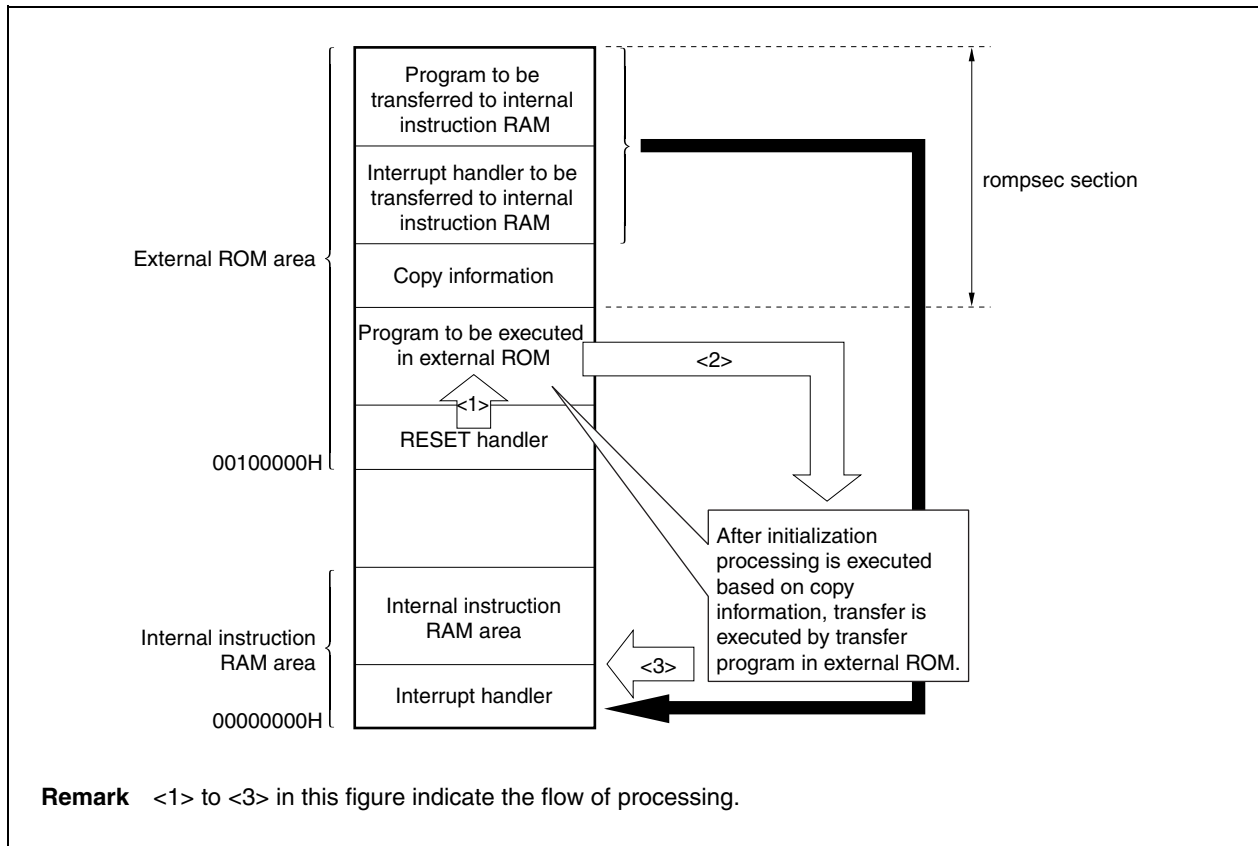 Program to be
transferred to internal
instruction RAM
Interrupt handler to be
transferred to internal
instruction RAM
rompsec section
External ROM area
Copy information
Program to be executed
in external ROM
<2>
<1>
RESET handler
00100000H
After initialization
processing is executed
based on copy
information, transfer is
executed by transfer
program in external ROM.
Internal instruction
RAM area
Internal instruction
RAM area
<3>
Interrupt handler
00000000H
Remark <1> to <3> in this figure indicate the flow of processing.